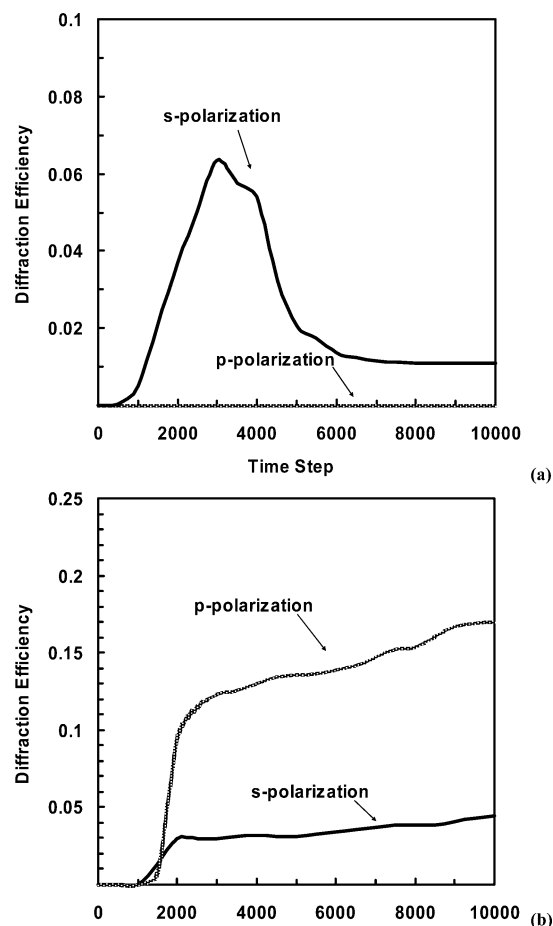 0.1
0.08
0.06
0.04
0.02
0
Diffraction Efficiency
s-polarization
p-polarization
0 2000 4000 6000 8000 10000
Time Step
(a)
0.25
0.2
0.15
0.1
0.05
Diffraction Efficiency
p-polarization
s-polarization
0 2000 4000 6000 8000 10000
(b)